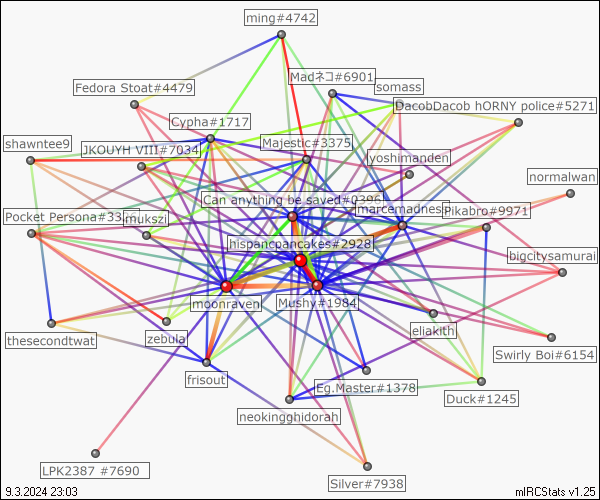 ming#4742
Madネコ#6901
Fedora Stoat#4479
somass
DacobDacob hORNY police#5271
Cypha#1717
shawntee9
JKOUYH VIII#7034
Majestic#3375
yoshimanden
normalwan
Can anything be saved#0396
marcemadness
Pikabro#9971
Pocket Persona#33
mukszi
hispancpancakes#2928
bigcitysamurai
moonraven
Mushy#1984
thesecondtwat
zebula
eliakith
Swirly Boi#6154
frisout
Eg.Master#1378
Duck#1245
neokingghidorah
LPK2387 #7690
Silver#7938
9.3.2024 23:03
mIRCStats v1.25